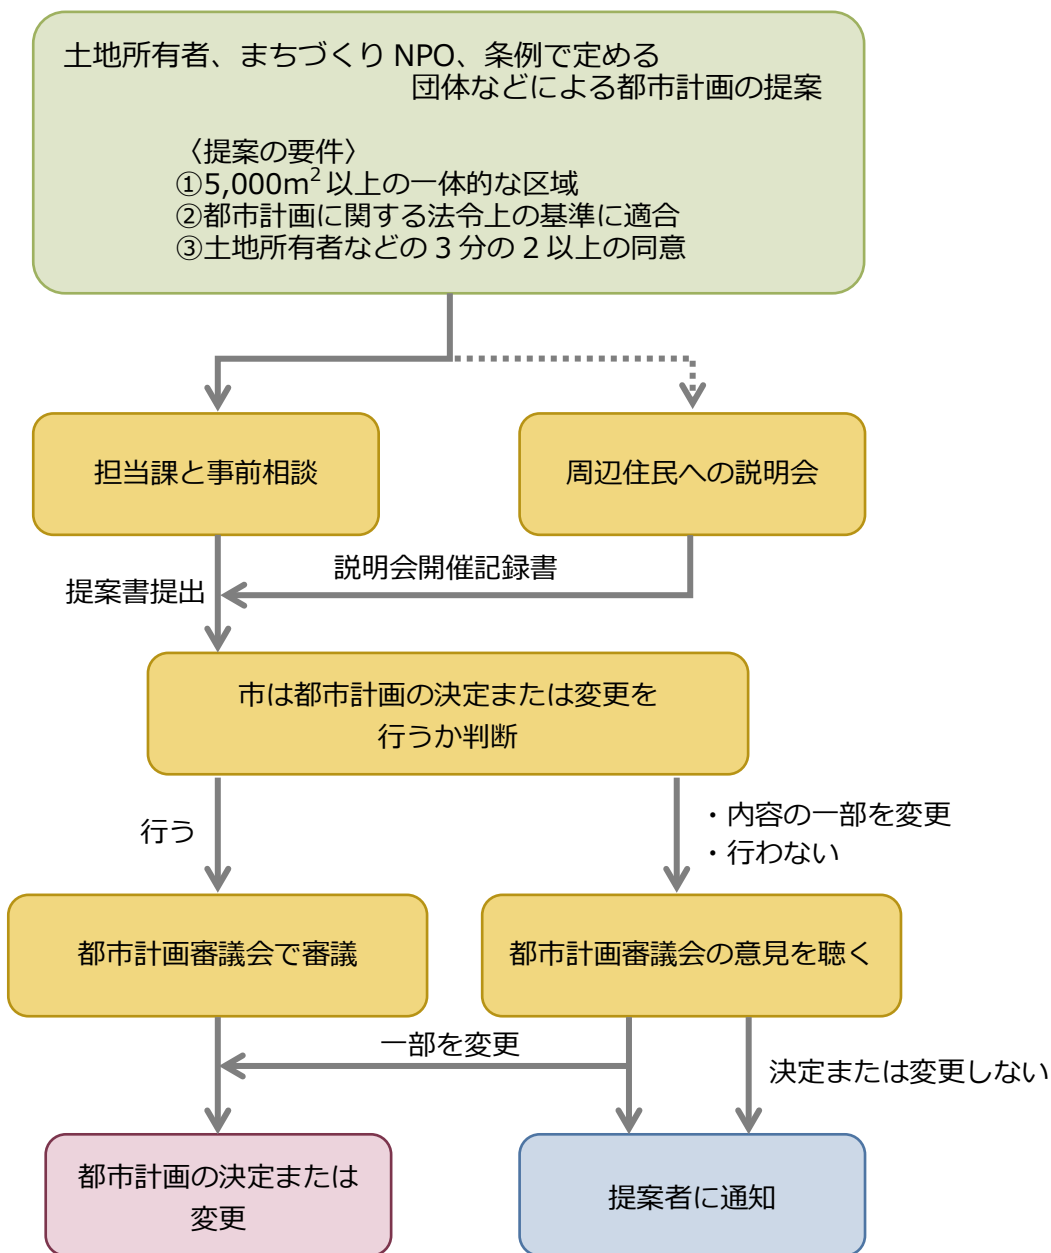 土地所有者、まちづくり NPO、条例で定める
団体などによる都市計画の提案
〈提案の要件〉
①5,000m²以上の一体的な区域
②都市計画に関する法令上の基準に適合
③土地所有者などの 3 分の 2 以上の同意
担当課と事前相談
周辺住民への説明会
説明会開催記録書
提案書提出
市は都市計画の決定または変更を
行うか判断
行う
・内容の一部を変更
・行わない
都市計画審議会で審議
都市計画審議会の意見を聴く
一部を変更
決定または変更しない
都市計画の決定または
変更
提案者に通知